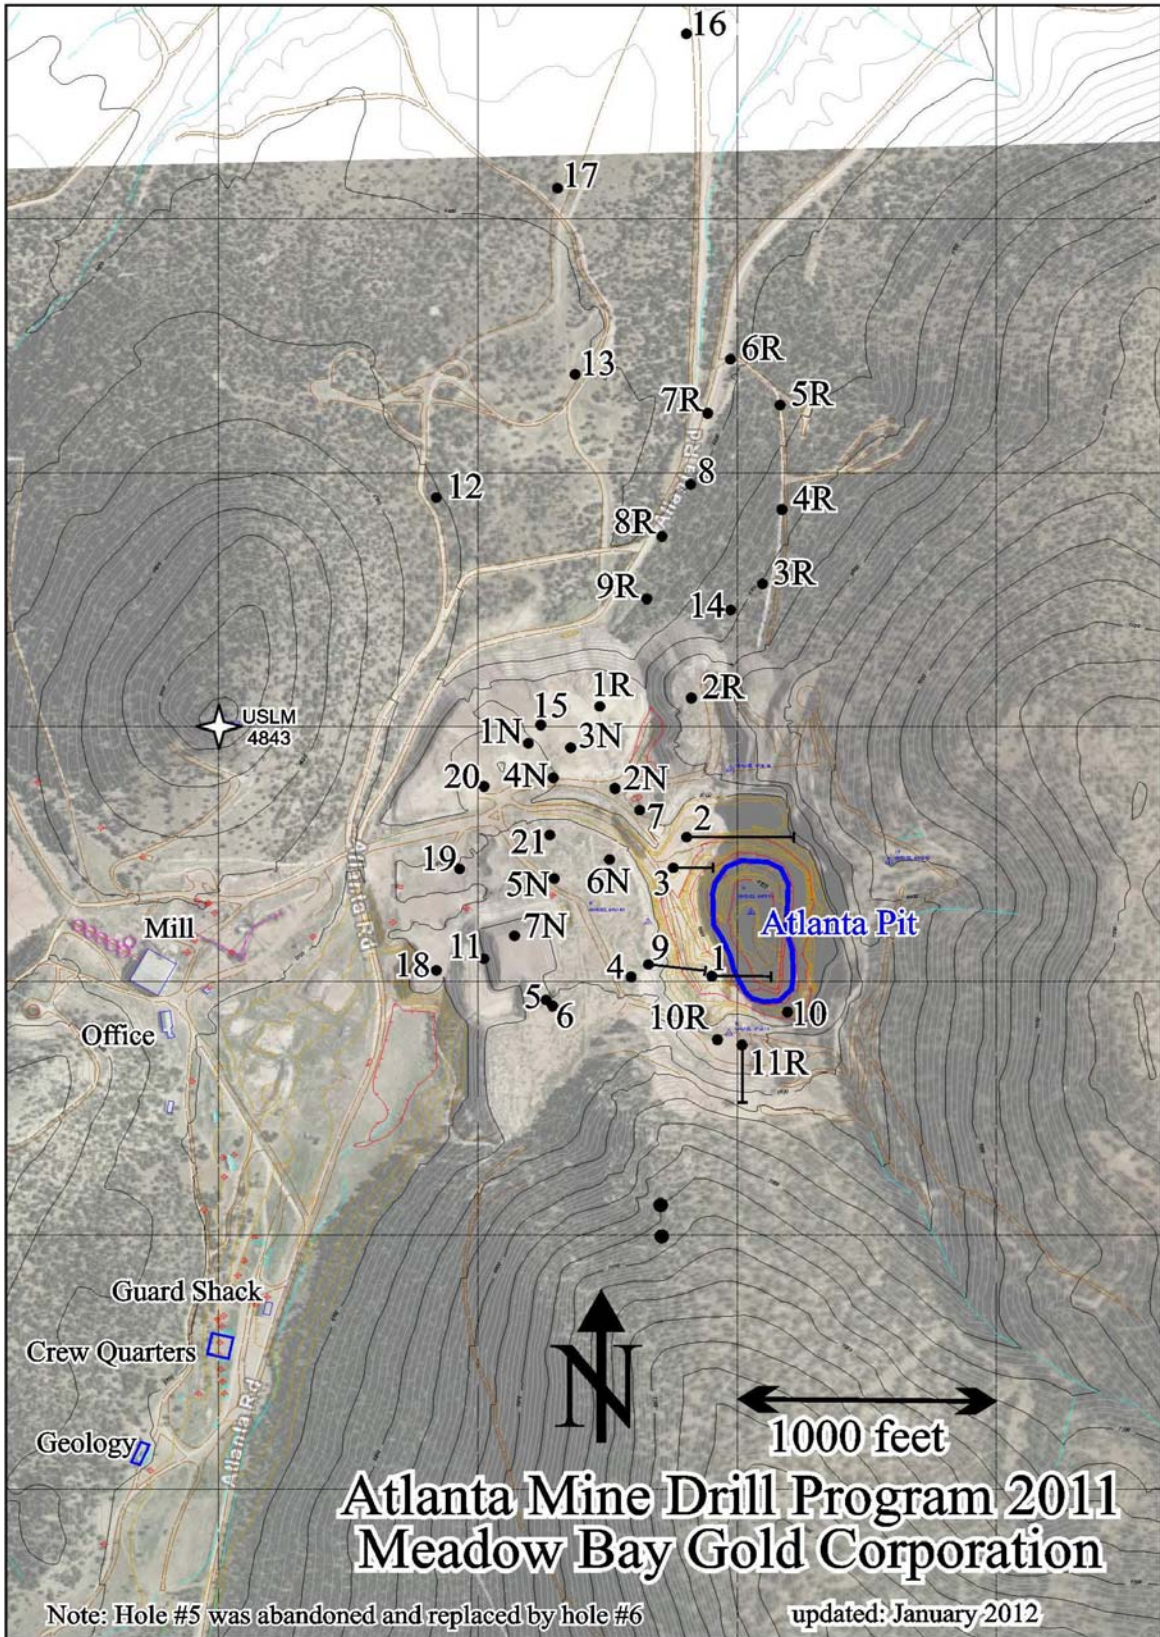 16
17
6R
13
5R
7R
Atlanta Rd
8
12
4R
8R
3R
9R
14
2R
1R
15
USLM
4843
1N
3N
4N
20
2N
7
2
21
19
3
6N
5N
Atlanta Rd
Atlanta Pit
Mill
7N
11
9
1
18
4
5
6
10
Office
10R
11R
Guard Shack
Crew Quarters
N
Atlanta Rd
Geology
1000 feet
Atlanta Mine Drill Program 2011
Meadow Bay Gold Corporation
Note: Hole #5 was abandoned and replaced by hole #6
updated: January 2012